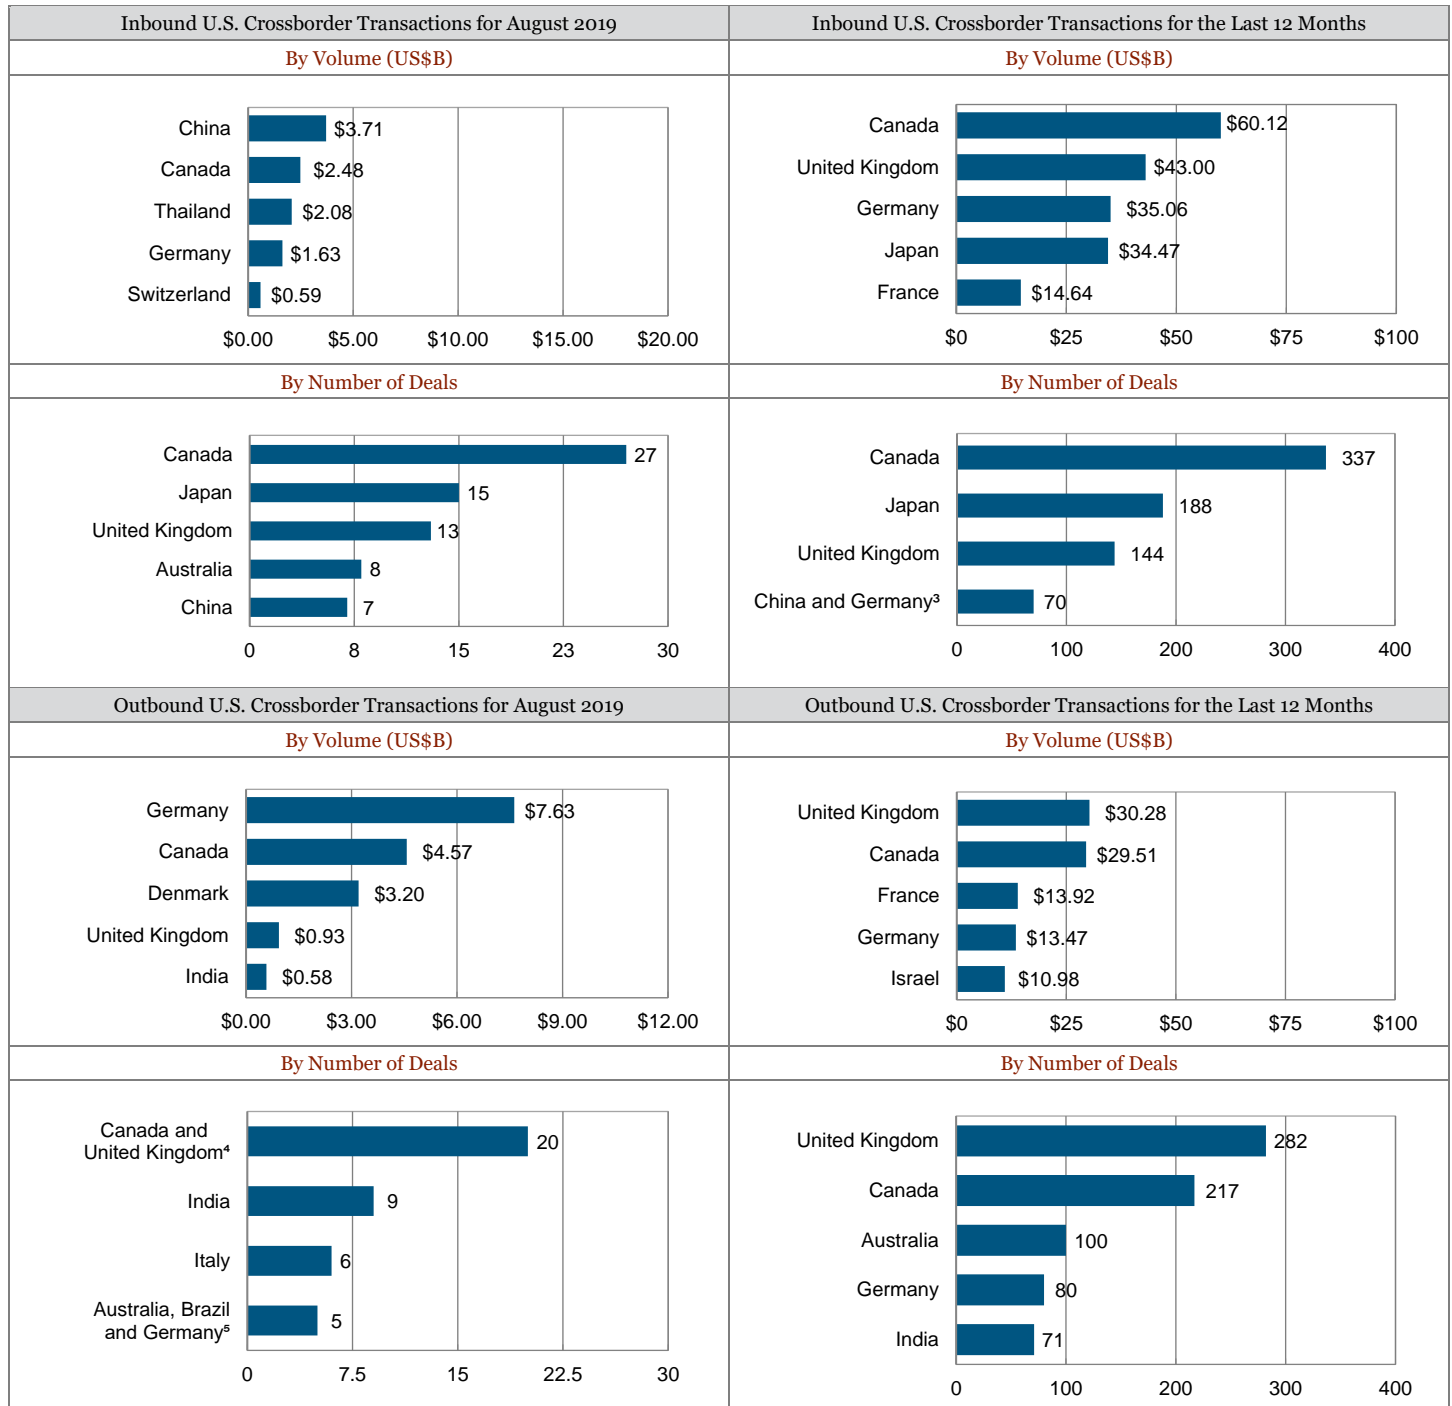 Inbound U.S. Crossborder Transactions for August 2019
By Volume (US$B)
China $3.71
Canada $2.48
Thailand $2.08
Germany $1.63
Switzerland $0.59
$0.00 $5.00 $10.00 $15.00 $20.00
By Number of Deals
Canada 27
Japan 15
United Kingdom 13
Australia 8
China 7
0 8 15 23 30
Inbound U.S. Crossborder Transactions for the Last 12 Months
By Volume (US$B)
Canada $60.12
United Kingdom $43.00
Germany $35.06
Japan $34.47
France $14.64
$0 $25 $50 $75 $100
By Number of Deals
Canada 337
Japan 188
United Kingdom 144
China and Germany³ 70
0 100 200 300 400
Outbound U.S. Crossborder Transactions for August 2019
By Volume (US$B)
Germany $7.63
Canada $4.57
Denmark $3.20
United Kingdom $0.93
India $0.58
$0.00 $3.00 $6.00 $9.00 $12.00
By Number of Deals
Canada and
United Kingdom⁴ 20
India 9
Italy 6
Australia, Brazil
and Germany⁵ 5
0 7.5 15 22.5 30
Outbound U.S. Crossborder Transactions for the Last 12 Months
By Volume (US$B)
United Kingdom $30.28
Canada $29.51
France $13.92
Germany $13.47
Israel $10.98
$0 $25 $50 $75 $100
By Number of Deals
United Kingdom 282
Canada 217
Australia 100
Germany 80
India 71
0 100 200 300 400